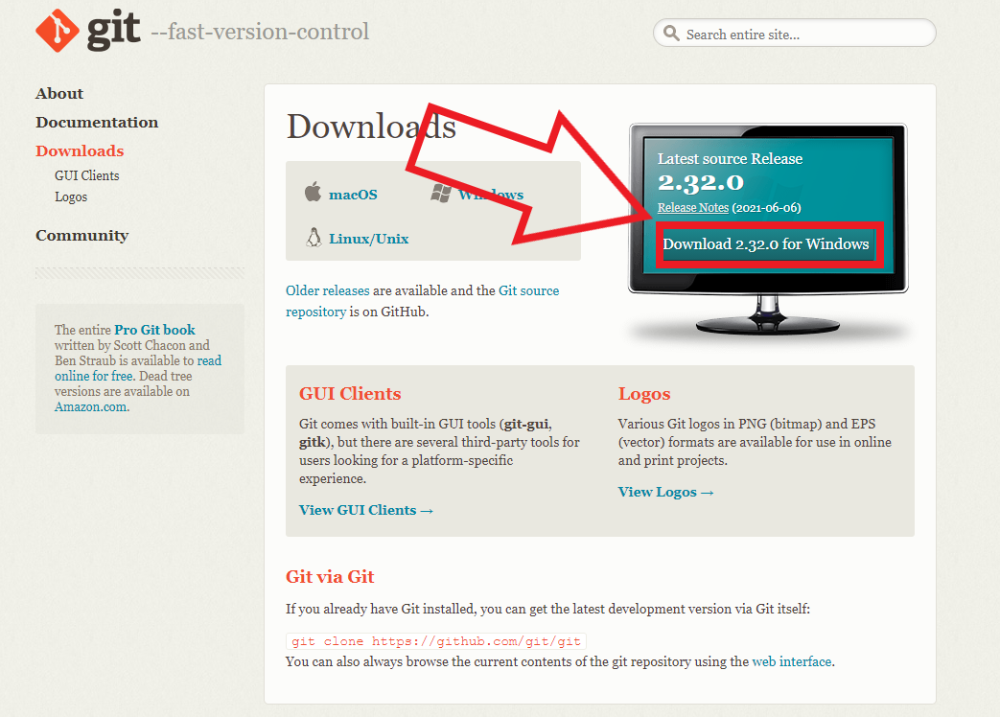 git --fast-version-control
Search entire site...
About
Documentation
Downloads
GUI Clients
Logos
Community
The entire Pro Git book
written by Scott Chacon and
Ben Straub is available to read
online for free. Dead tree
versions are available on
Amazon.com.
Downloads
macOS
Windows
Linux/Unix
Older releases are available and the Git source
repository is on GitHub.
Latest source Release
2.32.0
Release Notes (2021-06-06)
Download 2.32.0 for Windows
GUI Clients
Git comes with built-in GUI tools (git-gui,
gitk), but there are several third-party tools for
users looking for a platform-specific
experience.
View GUI Clients →
Logos
Various Git logos in PNG (bitmap) and EPS
(vector) formats are available for use in online
and print projects.
View Logos →
Git via Git
If you already have Git installed, you can get the latest development version via Git itself:
git clone https://github.com/git/git
You can also always browse the current contents of the git repository using the web interface.